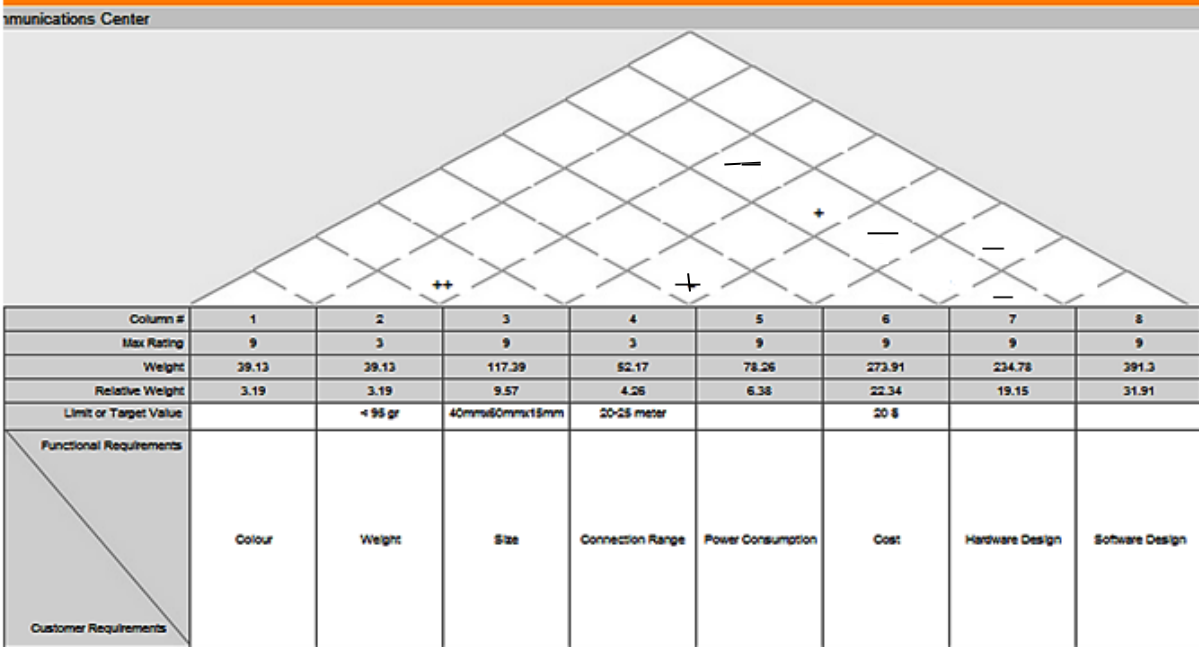 mmunications Center
—
+
—
—
++
+
—
Column # 1 2 3 4 5 6 7 8
Max Rating 9 3 9 3 9 9 9 9
Weight 39.13 39.13 117.39 52.17 78.26 273.91 234.78 391.3
Relative Weight 3.19 3.19 9.57 4.26 6.38 22.34 19.15 31.91
Limit or Target Value < 95 gr 40mmx60mmx15mm 20-25 meter 20 $
Functional Requirements
Colour Weight Size Connection Range Power Consumption Cost Hardware Design Software Design
Customer Requirements